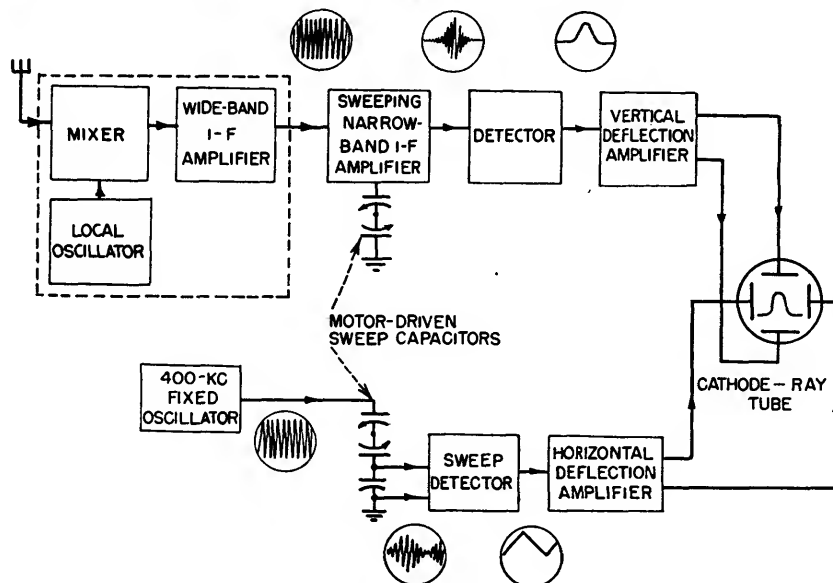 MIXER
WIDE-BAND
I-F
AMPLIFIER
LOCAL
OSCILLATOR
SWEEPING
NARROW-
BAND I-F
AMPLIFIER
DETECTOR
VERTICAL
DEFLECTION
AMPLIFIER
MOTOR-DRIVEN
SWEEP CAPACITORS
CATHODE-RAY
TUBE
400-KC
FIXED
OSCILLATOR
SWEEP
DETECTOR
HORIZONTAL
DEFLECTION
AMPLIFIER